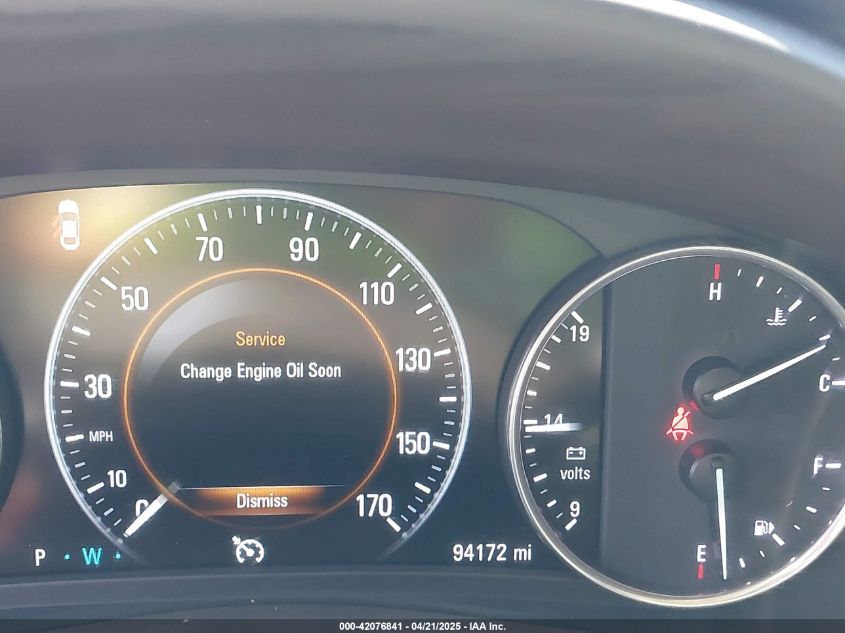 70 90
50 110
Service
Change Engine Oil Soon
30 130
MPH
10 150
0 170
Dismiss
P W
94172 mi
19
14
volts
9
H
C
F
E
000-42076841 - 04/21/2025 - IAA Inc.